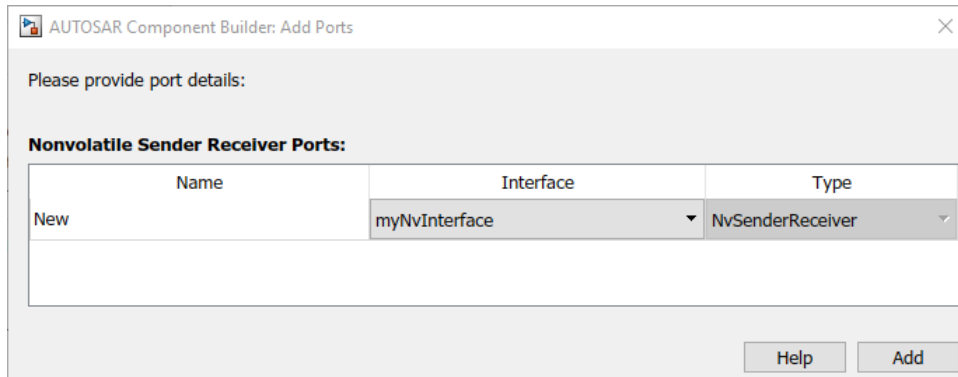 AUTOSAR Component Builder: Add Ports
Please provide port details:
Nonvolatile Sender Receiver Ports:
Name Interface Type
New myNvInterface NvSenderReceiver
Help Add